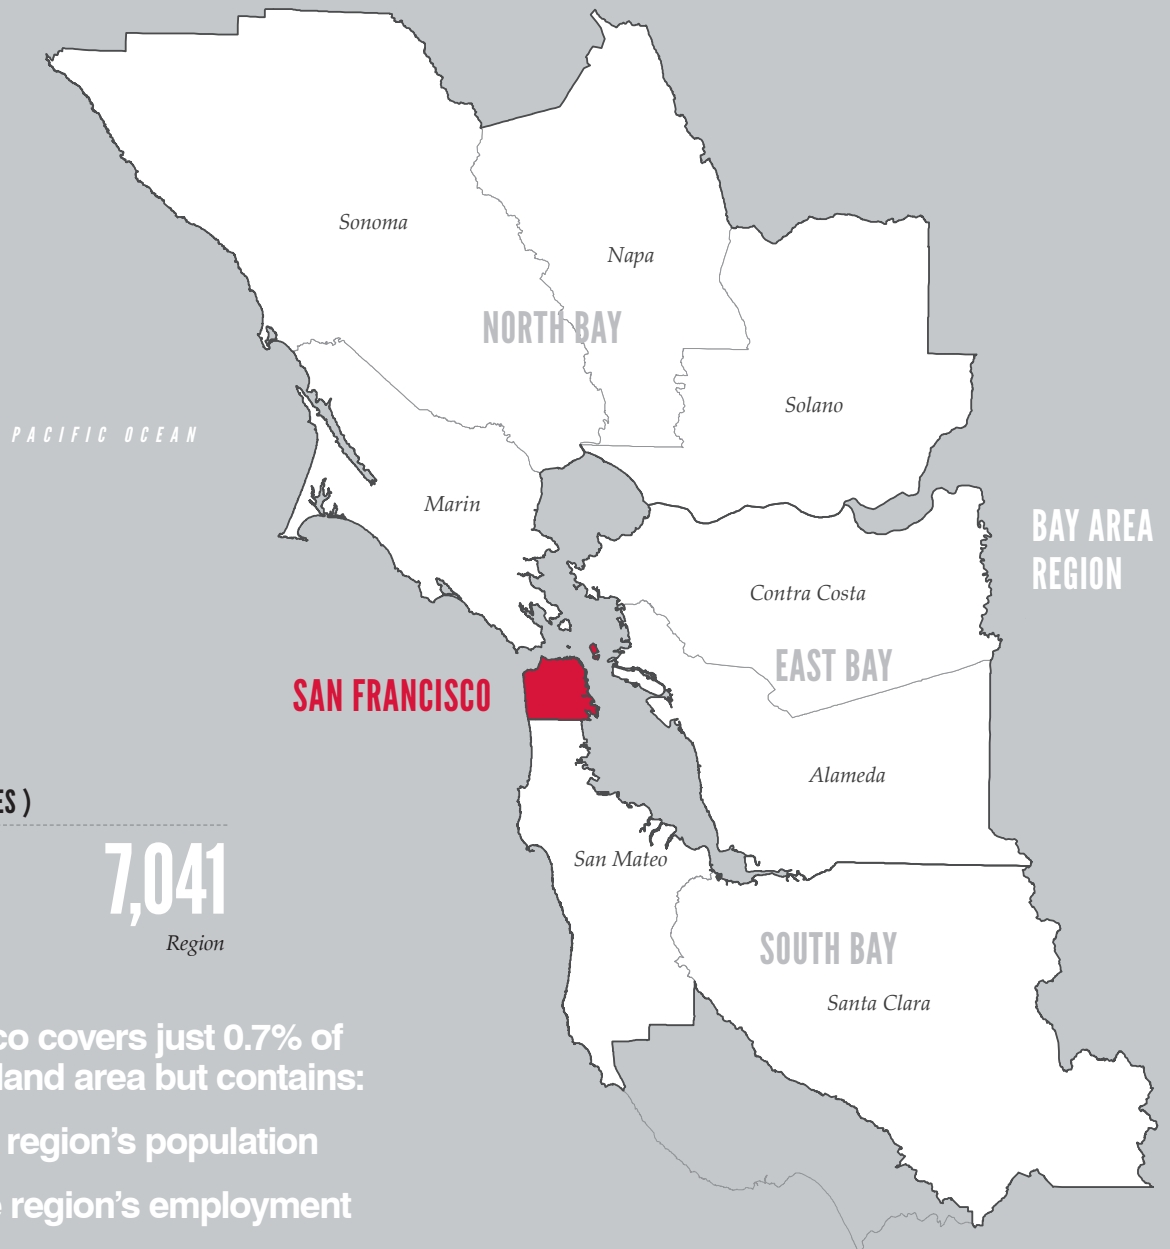 Sonoma
Napa
NORTH BAY
Solano
PACIFIC OCEAN
Marin
BAY AREA
REGION
Contra Costa
EAST BAY
SAN FRANCISCO
Alameda
ES )
7,041
Region
San Mateo
SOUTH BAY
Santa Clara
co covers just 0.7% of
land area but contains:
region’s population
e region’s employment